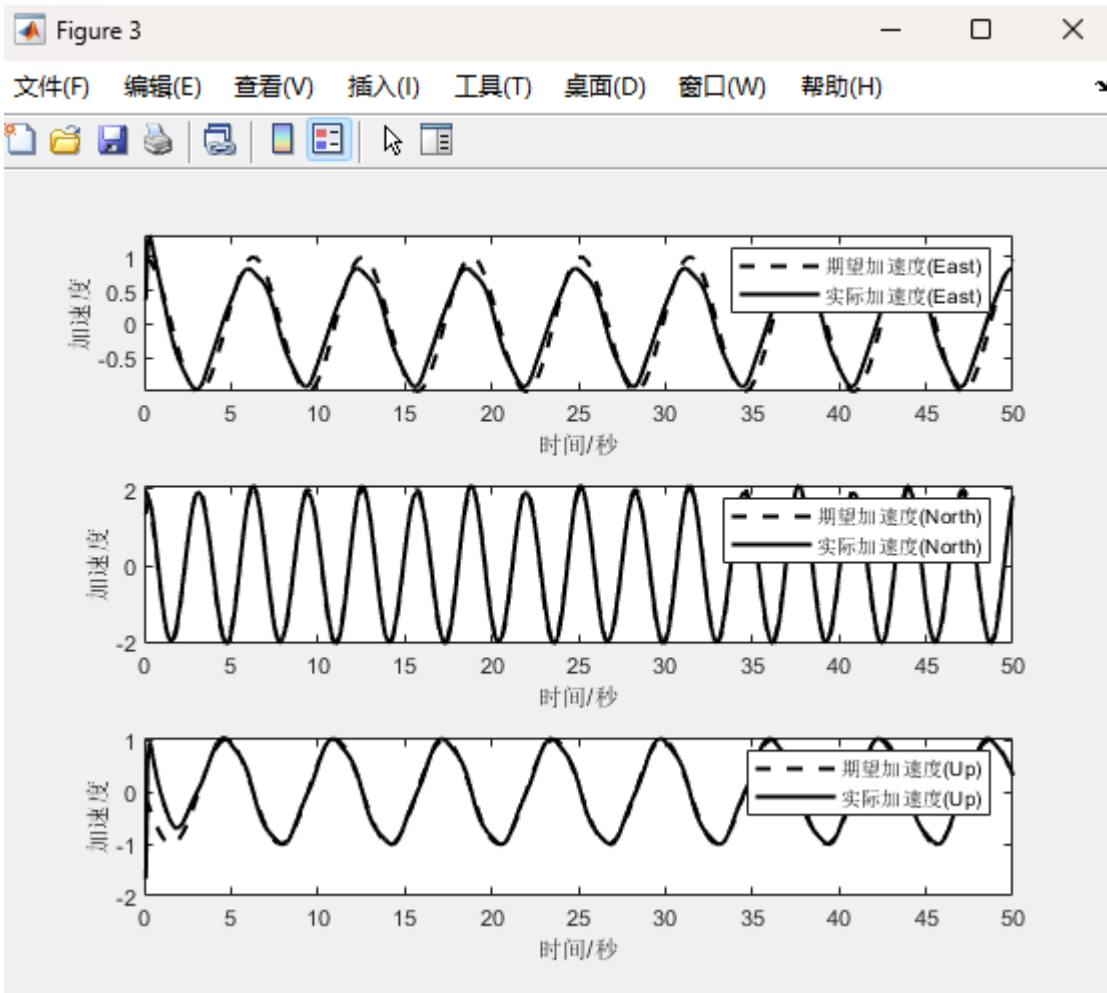 Figure 3
文件(F) 编辑(E) 查看(V) 插入(I) 工具(T) 桌面(D) 窗口(W) 帮助(H)
加速度
1
0.5
0
-0.5
期望加速度(East)
实际加速度(East)
0 5 10 15 20 25 30 35 40 45 50
时间/秒
加速度
2
0
-2
期望加速度(North)
实际加速度(North)
0 5 10 15 20 25 30 35 40 45 50
时间/秒
加速度
1
0
-1
-2
期望加速度(Up)
实际加速度(Up)
0 5 10 15 20 25 30 35 40 45 50
时间/秒